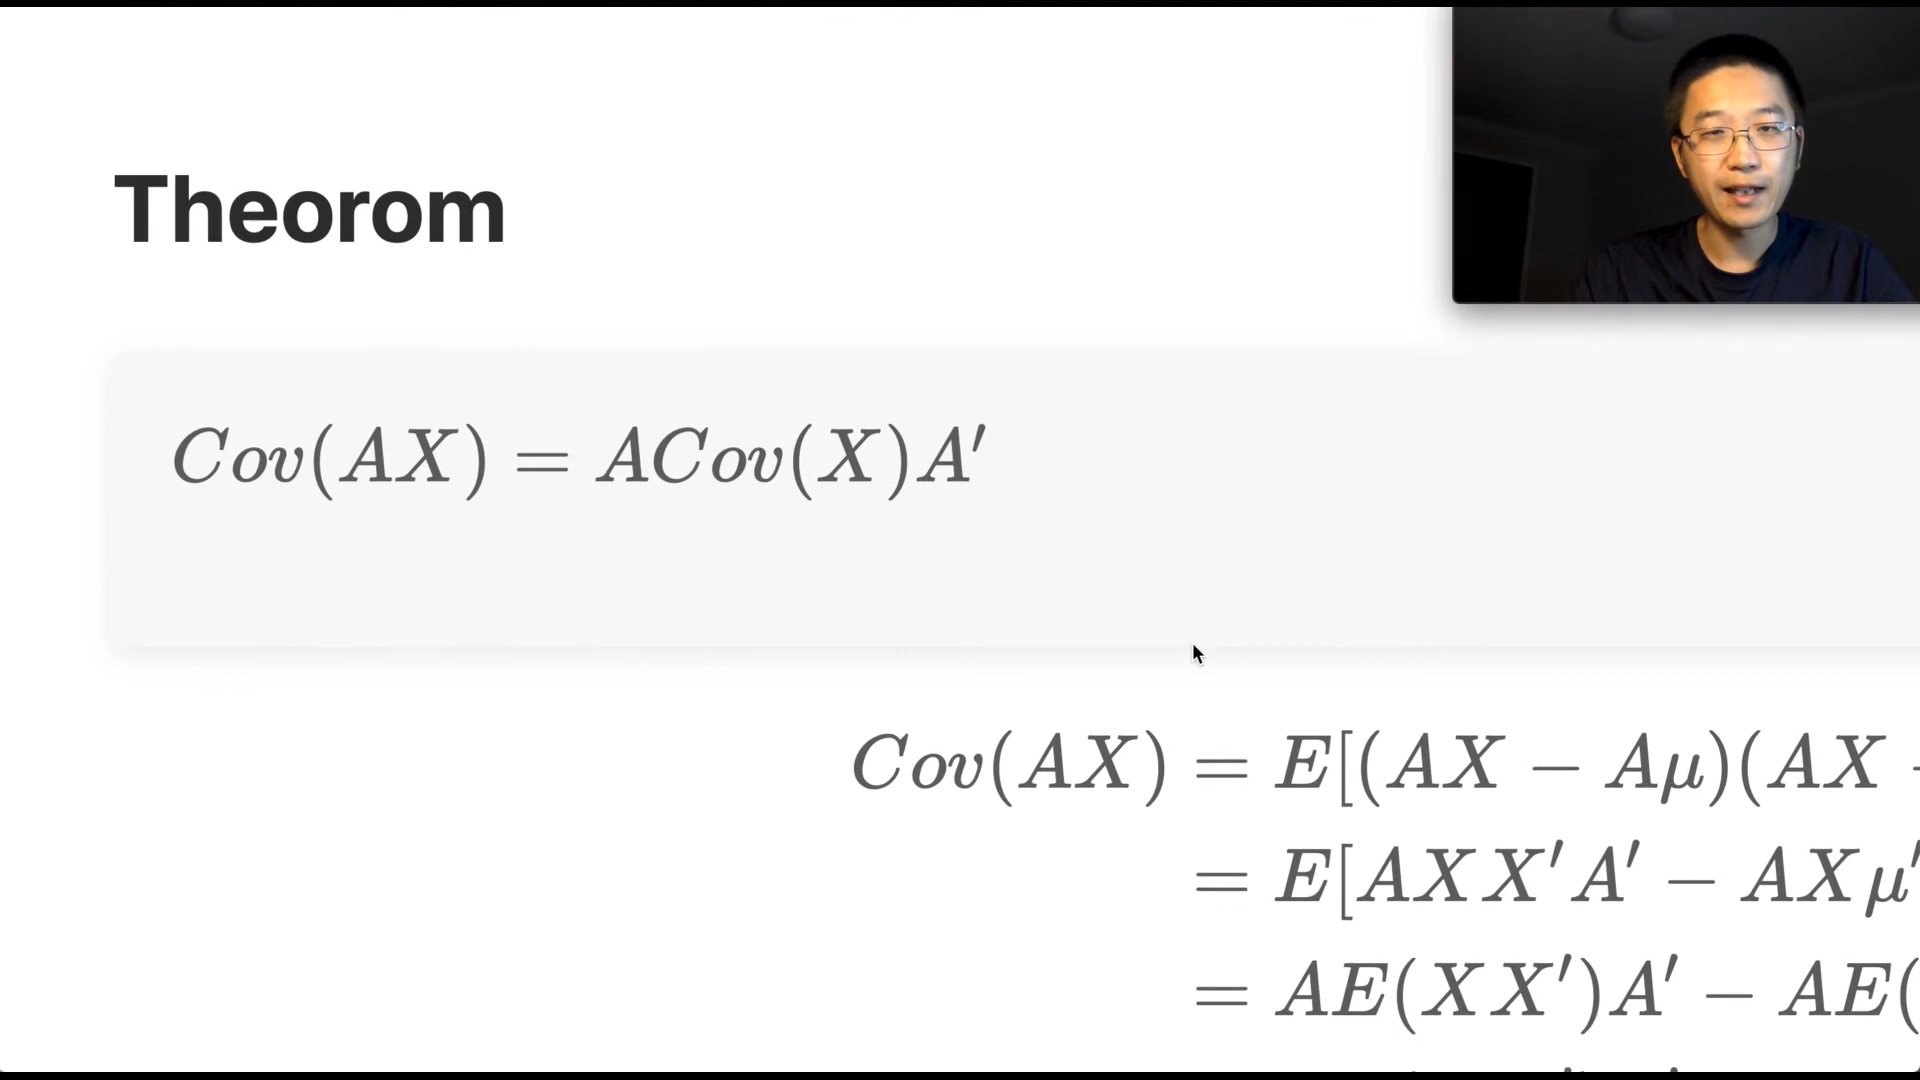 Theorom
Cov(AX) = ACov(X)A′
Cov(AX) = E[(AX − Aμ)(AX −
= E[AXX′A′ − AXμ′
= AE(XX′)A′ − AE(